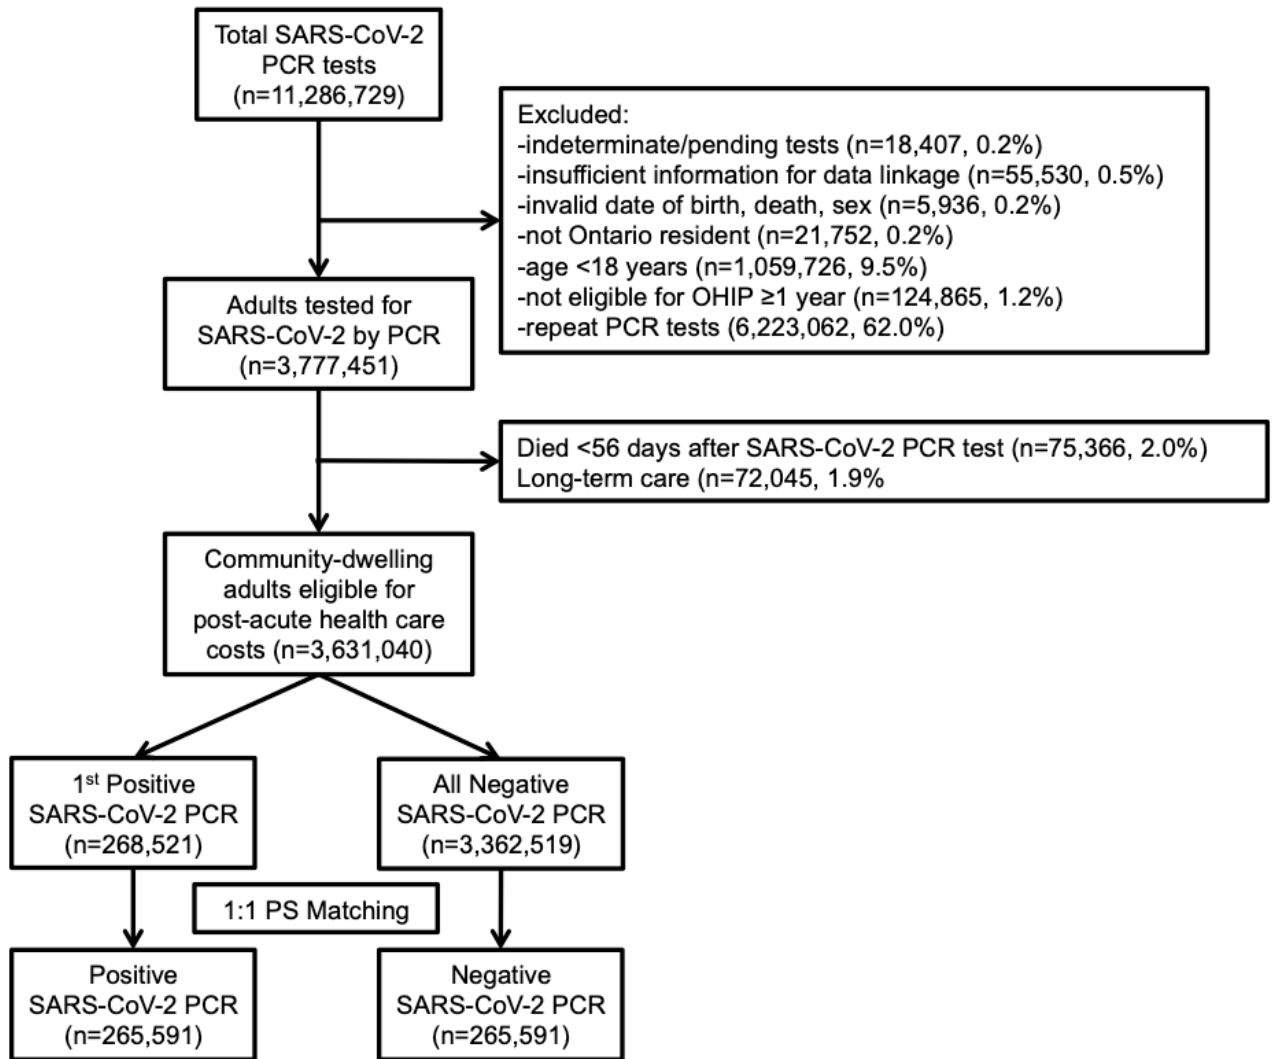 Total SARS-CoV-2
PCR tests
(n=11,286,729)
Excluded:
-indeterminate/pending tests (n=18,407, 0.2%)
-insufficient information for data linkage (n=55,530, 0.5%)
-invalid date of birth, death, sex (n=5,936, 0.2%)
-not Ontario resident (n=21,752, 0.2%)
-age <18 years (n=1,059,726, 9.5%)
-not eligible for OHIP ≥1 year (n=124,865, 1.2%)
-repeat PCR tests (6,223,062, 62.0%)
Adults tested for
SARS-CoV-2 by PCR
(n=3,777,451)
Died <56 days after SARS-CoV-2 PCR test (n=75,366, 2.0%)
Long-term care (n=72,045, 1.9%
Community-dwelling
adults eligible for
post-acute health care
costs (n=3,631,040)
1st Positive
SARS-CoV-2 PCR
(n=268,521)
All Negative
SARS-CoV-2 PCR
(n=3,362,519)
1:1 PS Matching
Positive
SARS-CoV-2 PCR
(n=265,591)
Negative
SARS-CoV-2 PCR
(n=265,591)